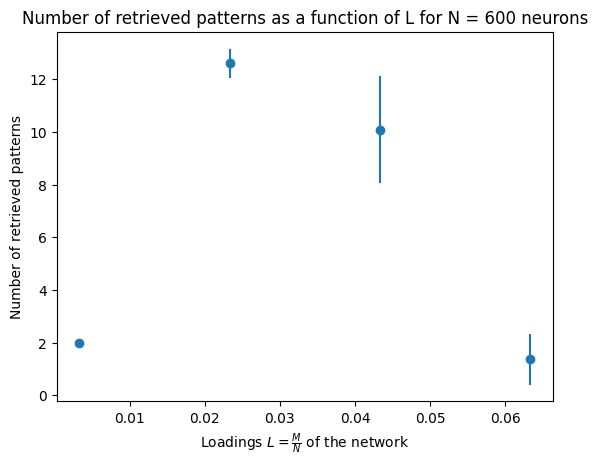 Number of retrieved patterns as a function of L for N = 600 neurons
Number of retrieved patterns
12
10
8
6
4
2
0
0.01 0.02 0.03 0.04 0.05 0.06
Loadings $L = \frac{M}{N}$ of the network